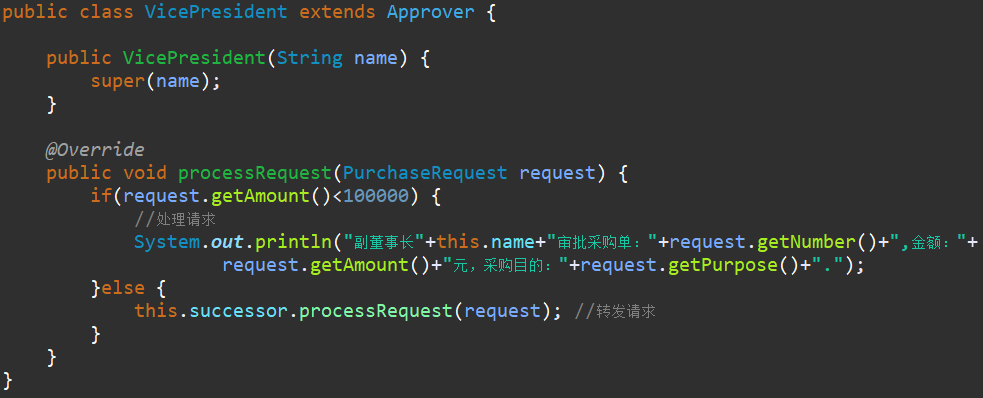 public class VicePresident extends Approver {
public VicePresident(String name) {
super(name);
}
@Override
public void processRequest(PurchaseRequest request) {
if(request.getAmount()<100000) {
//处理请求
System.out.println("副董事长"+this.name+"审批采购单："+request.getNumber()+",金额："+
request.getAmount()+"元，采购目的："+request.getPurpose()+".");
}else {
this.successor.processRequest(request); //转发请求
}
}
}